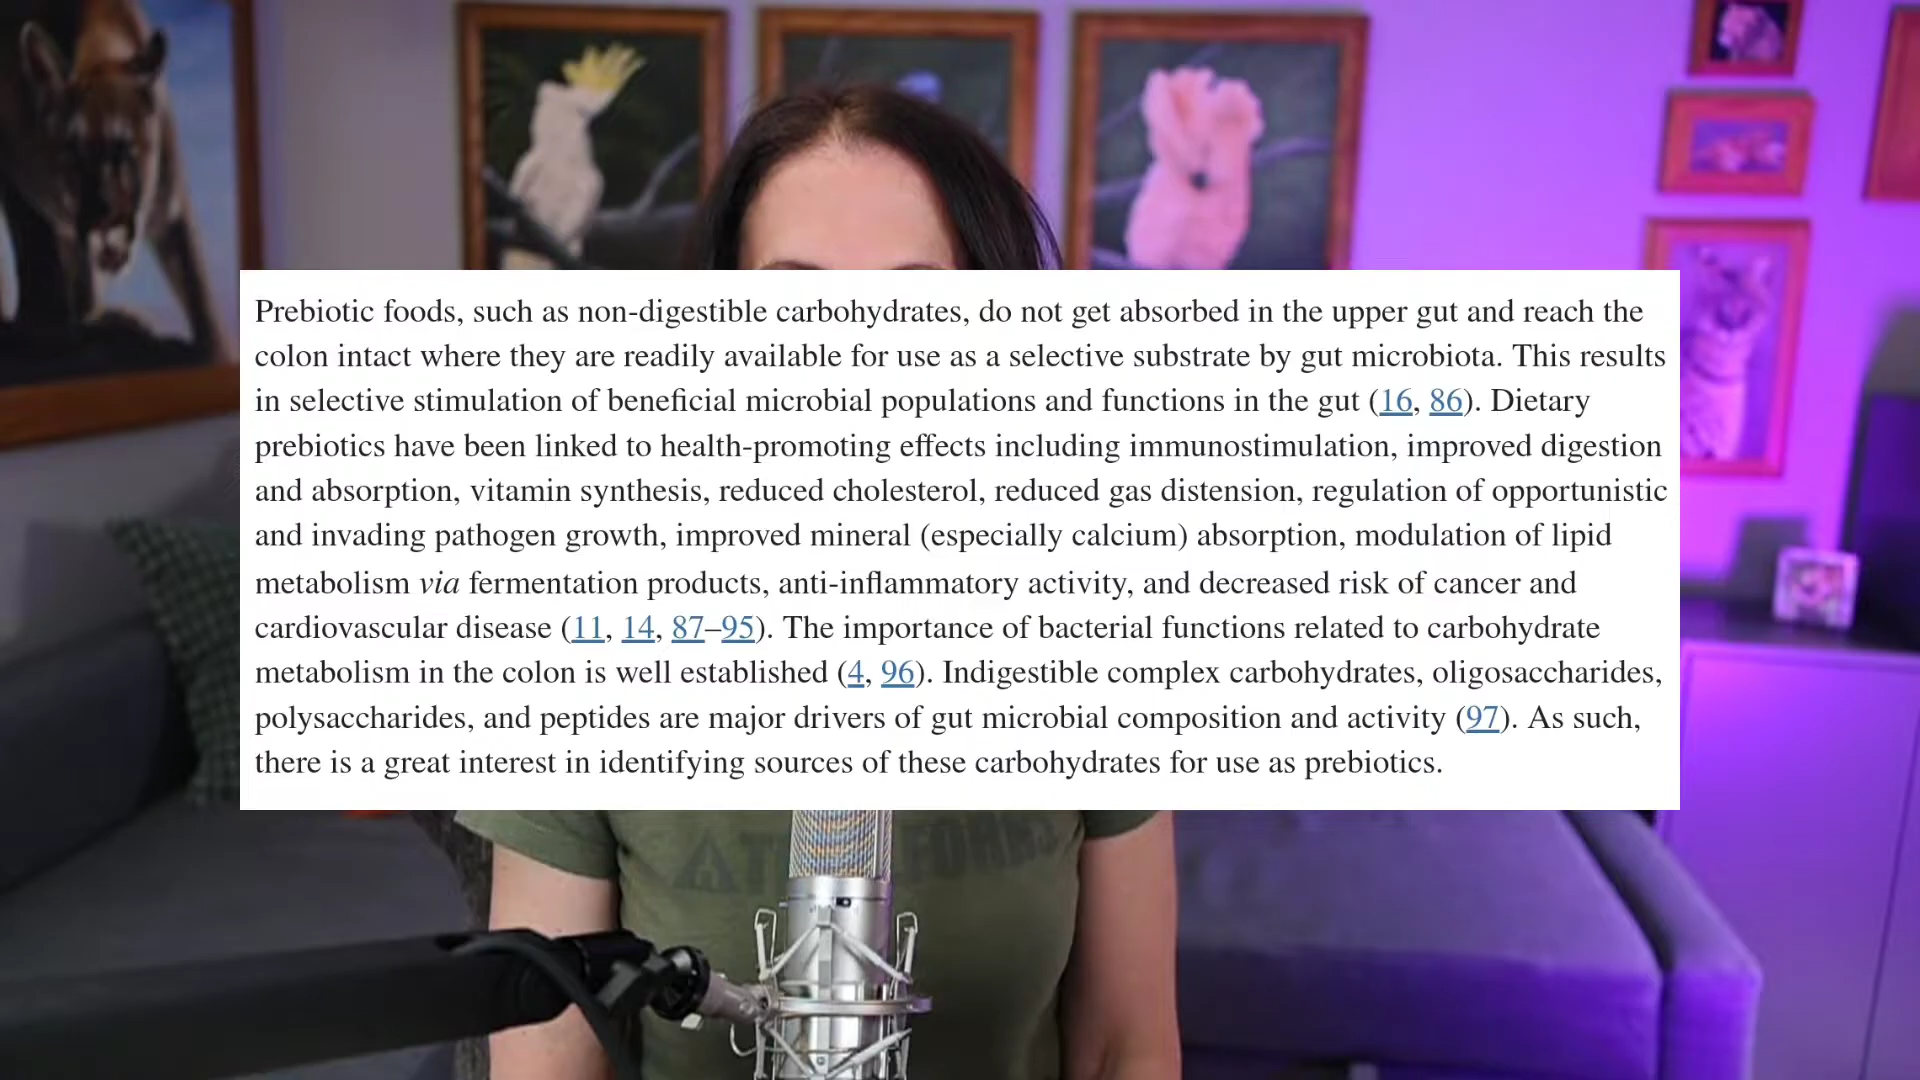 Prebiotic foods, such as non-digestible carbohydrates, do not get absorbed in the upper gut and reach the
colon intact where they are readily available for use as a selective substrate by gut microbiota. This results
in selective stimulation of beneficial microbial populations and functions in the gut (16, 86). Dietary
prebiotics have been linked to health-promoting effects including immunostimulation, improved digestion
and absorption, vitamin synthesis, reduced cholesterol, reduced gas distension, regulation of opportunistic
and invading pathogen growth, improved mineral (especially calcium) absorption, modulation of lipid
metabolism via fermentation products, anti-inflammatory activity, and decreased risk of cancer and
cardiovascular disease (11, 14, 87–95). The importance of bacterial functions related to carbohydrate
metabolism in the colon is well established (4, 96). Indigestible complex carbohydrates, oligosaccharides,
polysaccharides, and peptides are major drivers of gut microbial composition and activity (97). As such,
there is a great interest in identifying sources of these carbohydrates for use as prebiotics.